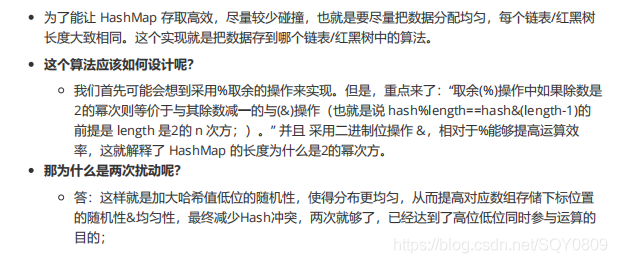 为了能让 HashMap 存取高效，尽量较少碰撞，也就是要尽量把数据分配均匀，每个链表/红黑树
长度大致相同。这个实现就是把数据存到哪个链表/红黑树中的算法。
这个算法应该如何设计呢？
我们首先可能会想到采用%取余的操作来实现。但是，重点来了：“取余(%)操作中如果除数是
2的幂次则等价于与其除数减一的与(&)操作（也就是说 hash%length==hash&(length-1)的
前提是 length 是2的 n 次方；）。” 并且 采用二进制位操作 &，相对于%能够提高运算效
率，这就解释了 HashMap 的长度为什么是2的幂次方。
那为什么是两次扰动呢？
答：这样就是加大哈希值低位的随机性，使得分布更均匀，从而提高对应数组存储下标位置
的随机性&均匀性，最终减少Hash冲突，两次就够了，已经达到了高位低位同时参与运算的
目的；
https://blog.csdn.net/SQY0809